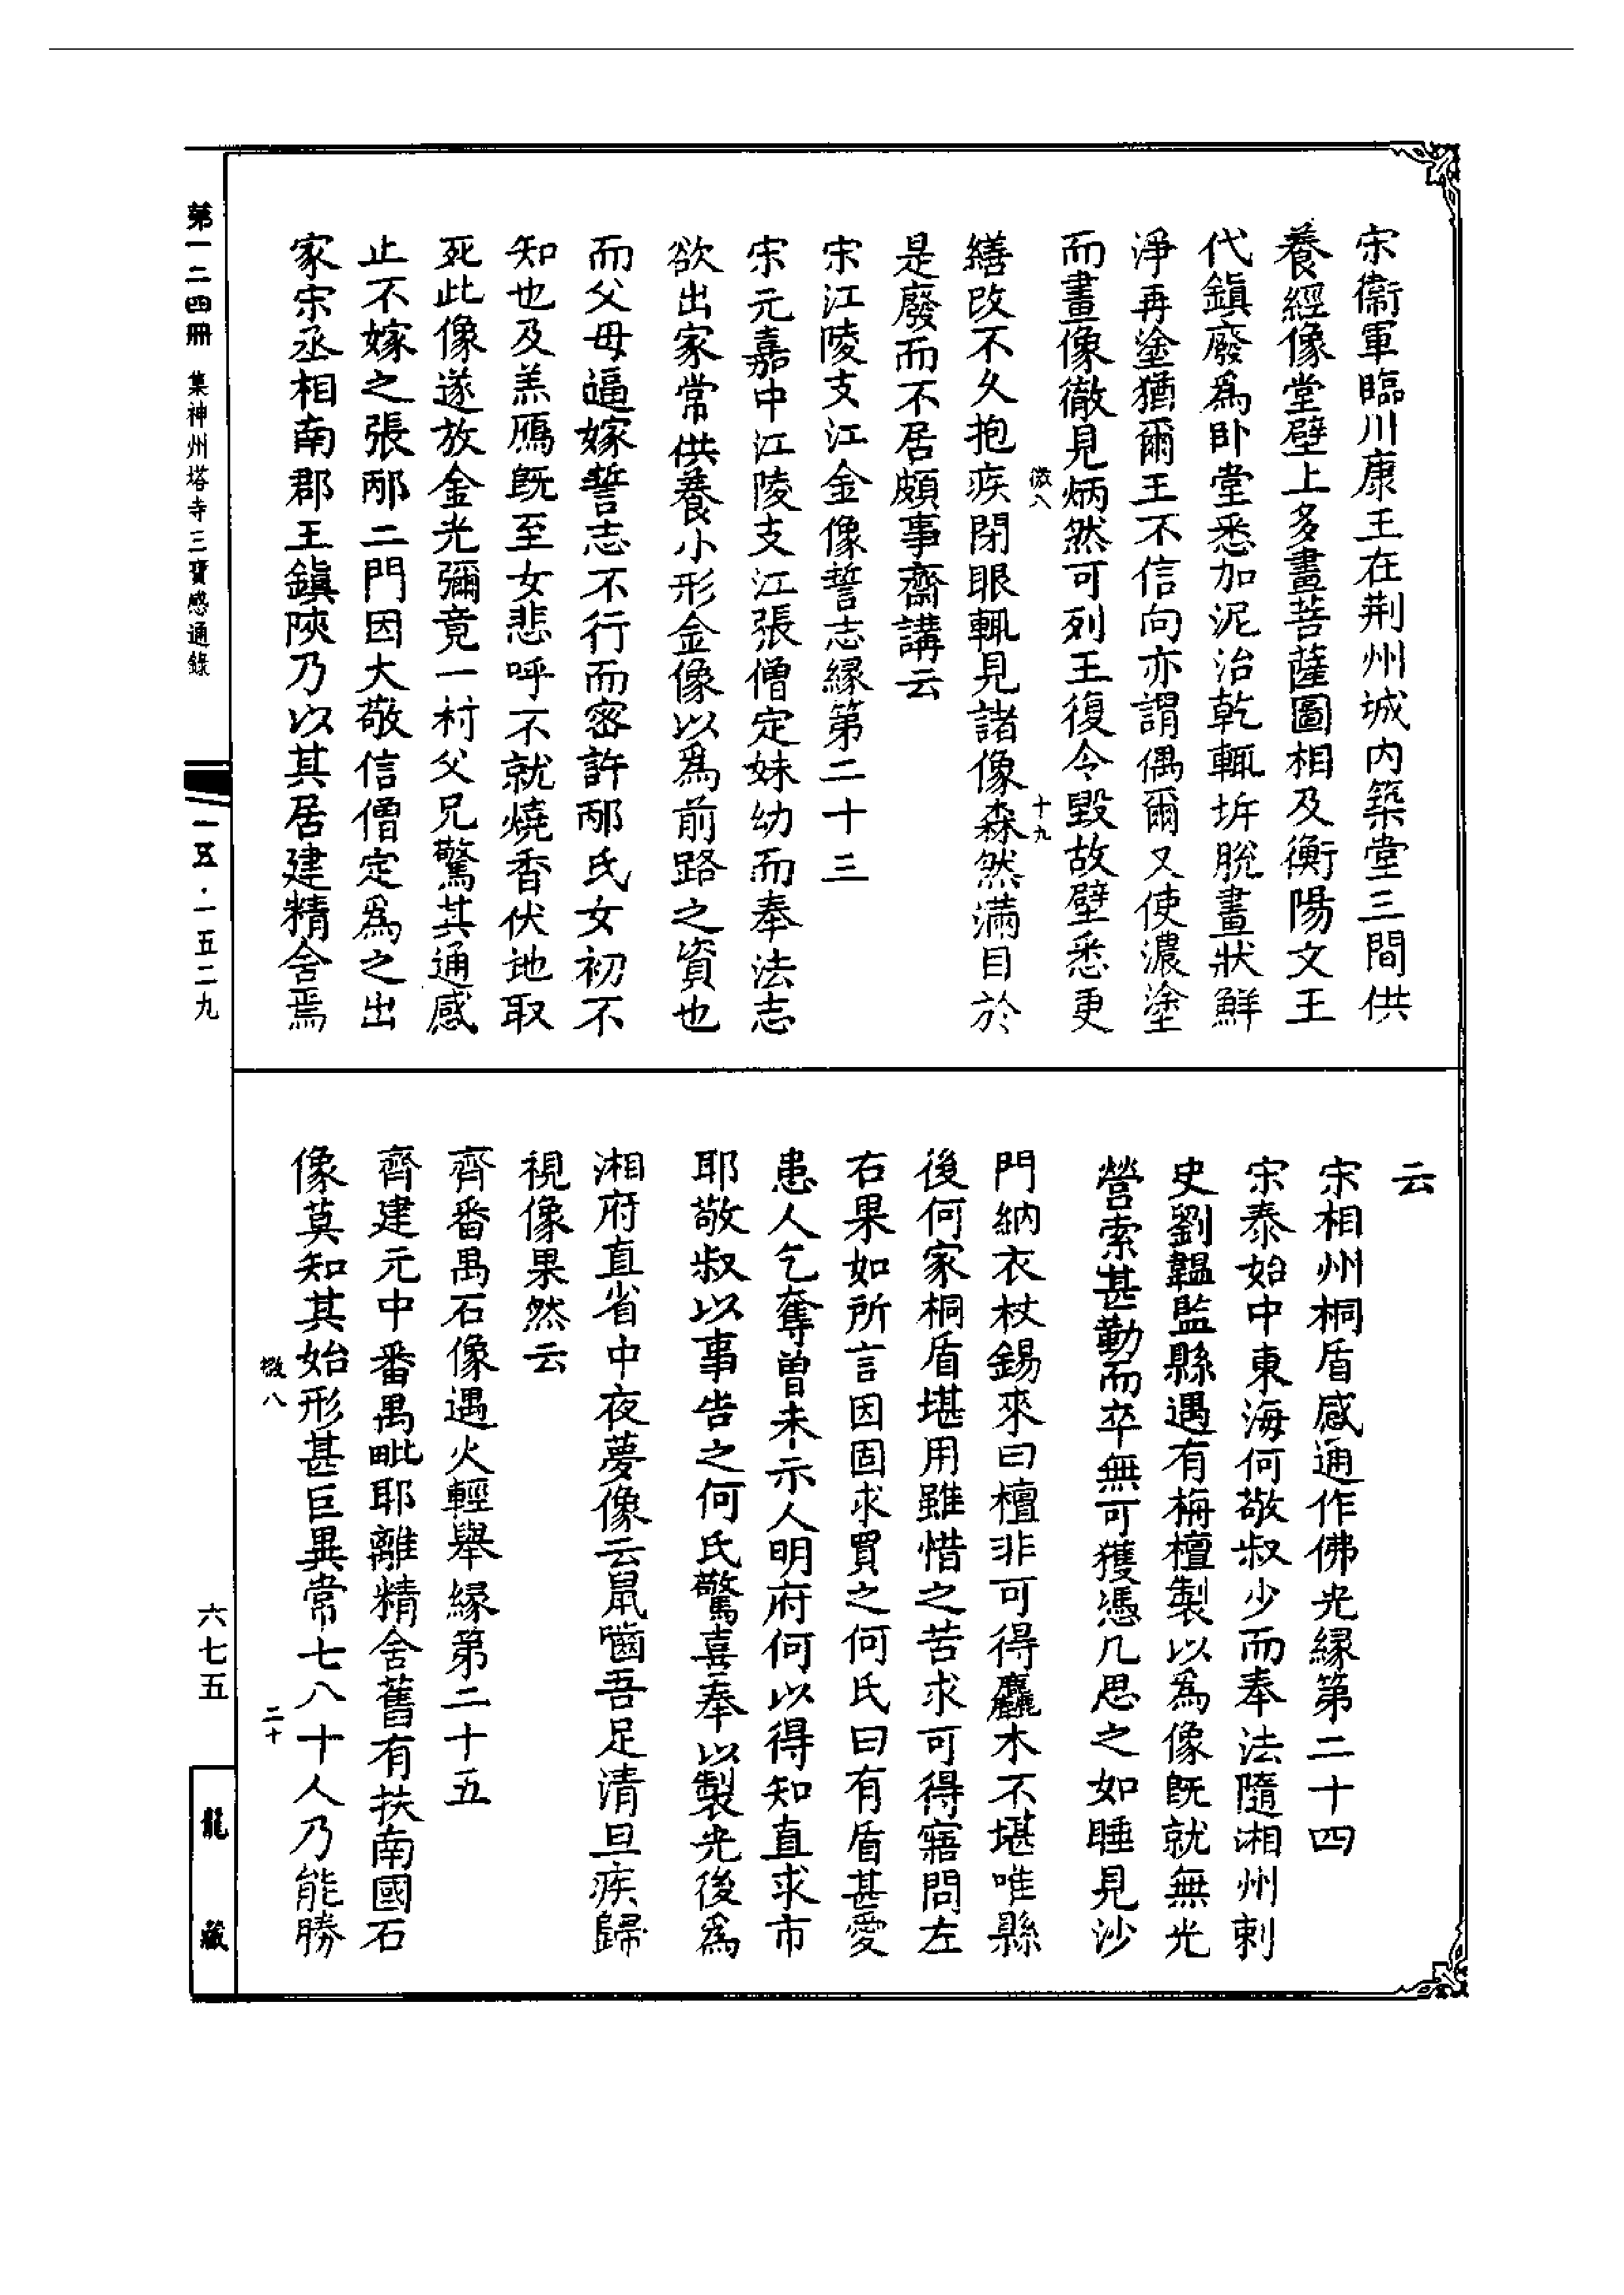 宋衞軍臨川康王在荆州城内築堂三間供
養經像堂壁上多畫菩薩圖相及衡陽文王
代鎮廢爲卧堂悉加泥治乾輒坼脫畫狀鮮
淨再塗猶爾王不信向亦謂偶爾又使濃塗
而畫像徹見炳然可列王復令毀故壁悉更
㣲八
十九
繕改不久抱疾閉眼輒見諸像森然滿目於
是廢而不居頗事齋講云
宋江陵支江金像誓志緣第二十三
宋元嘉中江陵支江張僧定妹幼而奉法志
欲出家常供養小形金像以爲前路之資也
而父母逼嫁誓志不行而密許邴氏女初不
知也及羔鴈旣至女悲呼不就燒香伏地取
死此像遂放金光彌竟一村父兄驚其通感
止不嫁之張邴二門因大敬信僧定爲之出
家宋丞相南郡王鎮陝乃以其居建精舍焉
云
宋相州桐盾感通作佛光緣第二十四
宋泰始中東海何敬叔少而奉法隨湘州刺
史劉韞監縣遇有栴檀製以爲像旣就無光
營索甚勤而卒無可獲憑几思之如睡見沙
門納衣杖錫來曰檀非可得麤木不堪唯縣
後何家桐盾堪用雖惜之苦求可得寤問左
右果如所言因固求買之何氏曰有盾甚愛
患人乞奪曾未示人明府何以得知直求市
耶敬叔以事告之何氏驚喜奉以製光後爲
湘府直省中夜夢像云鼠嚙吾足清旦疾歸
視像果然云
齊番禺石像遇火輕舉緣第二十五
齊建元中番禺毗耶離精舍舊有扶南國石
像莫知其始形甚巨異常七八十人乃能勝
㣲八
二十
第一二四冊 集神州塔寺三寶感通錄
一五·一五二九
六七五
龍藏